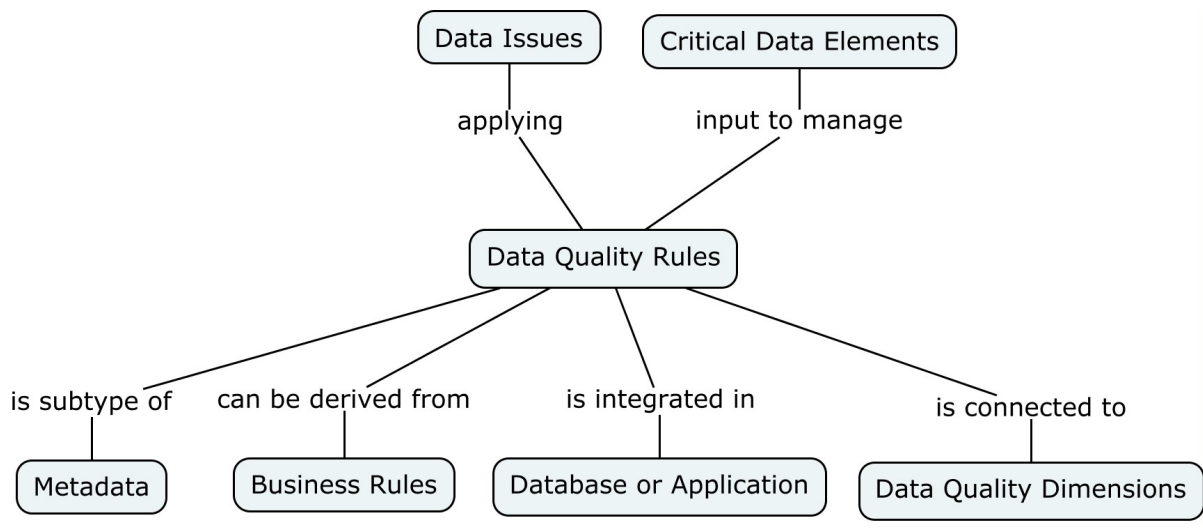 Data Issues
Critical Data Elements
applying
input to manage
Data Quality Rules
is subtype of
can be derived from
is integrated in
is connected to
Metadata
Business Rules
Database or Application
Data Quality Dimensions